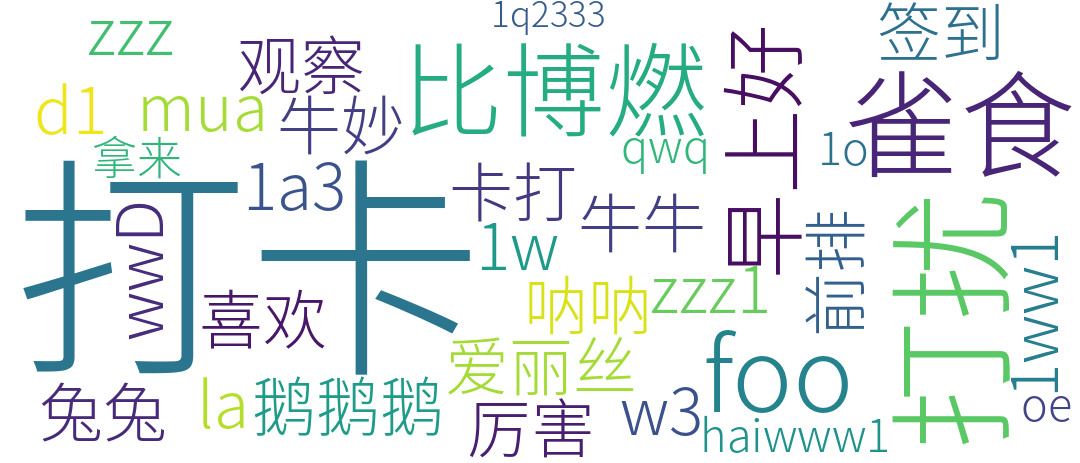 1q2333
zzz
观察
比博燃
早上好
签到
d1
mua
牛妙
雀食
拿来
qwq
1o
1a3
卡打
牛牛
打卡
wwD
1w
前排
打扰
喜欢
呐呐
zzz1
1ww1
爱丽丝
foo
兔兔
la
鹅鹅鹅
厉害
w3
haiwww1
oe